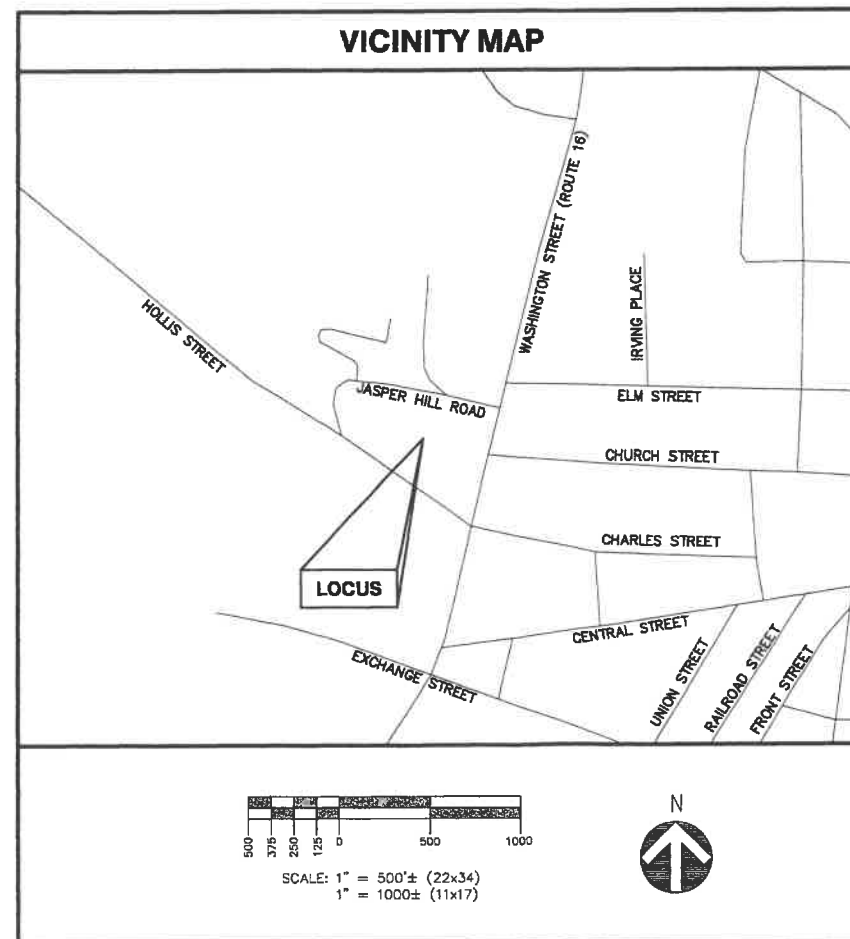 VICINITY MAP
WASHINGTON STREET (ROUTE 16)
IRVING PLACE
HOLLIS STREET
JASPER HILL ROAD
ELM STREET
CHURCH STREET
CHARLES STREET
LOCUS
CENTRAL STREET
EXCHANGE STREET
UNION STREET
RAILROAD STREET
FRONT STREET
500 375 250 125 0 500 1000
SCALE: 1" = 500'± (22x34)
1" = 1000± (11x17)
N